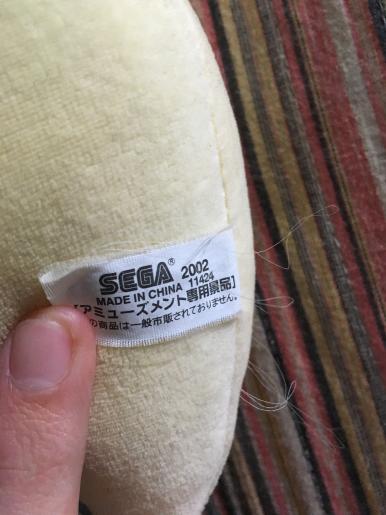 SEGA® 2002
MADE IN CHINA 11424
アミューズメント専用景品]
の商品は一般市販されておりません。